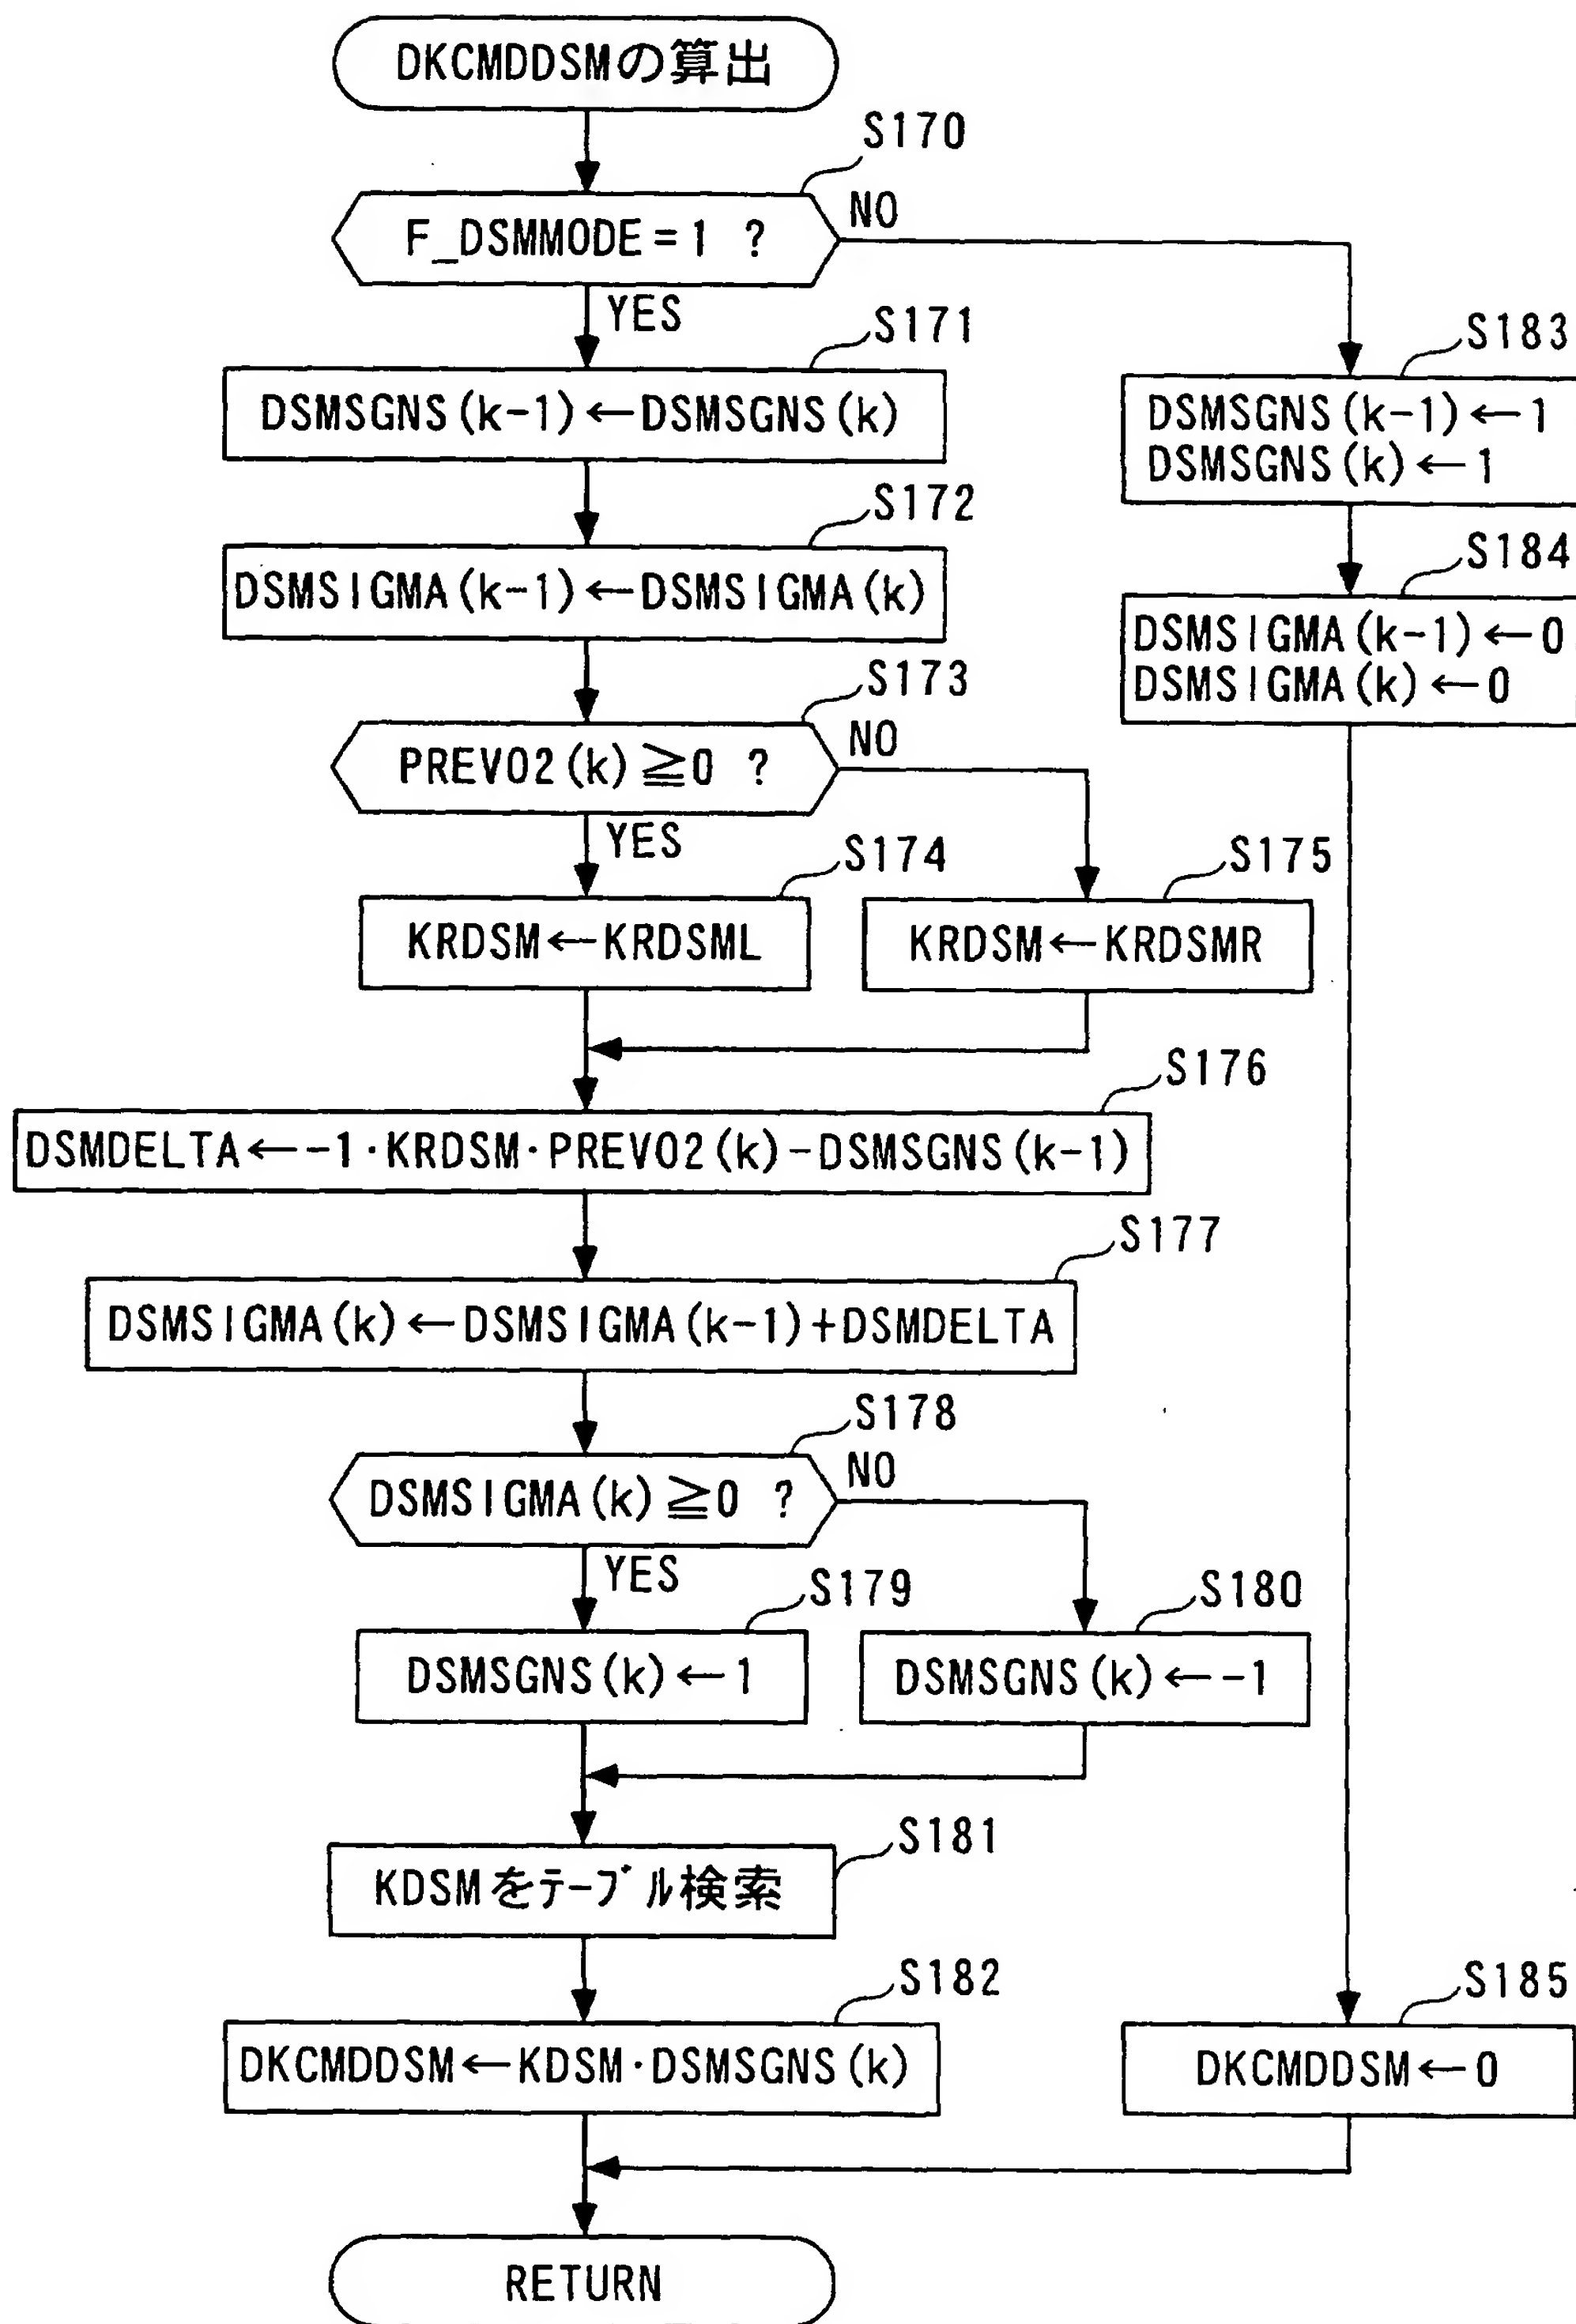 DKCMDDSMの算出
S170
F_DSMMODE=1 ?
NO
YES
S171
DSMSGNS(k-1)←DSMSGNS(k)
S183
DSMSGNS(k-1)←1
DSMSGNS(k)←1
S172
DSMSIGMA(k-1)←DSMSIGMA(k)
S184
DSMSIGMA(k-1)←0
DSMSIGMA(k)←0
S173
PREVO2(k)≧0 ?
NO
YES
S174
KRDSM←KRDSML
S175
KRDSM←KRDSMR
S176
DSMDELTA←-1·KRDSM·PREVO2(k)-DSMSGNS(k-1)
S177
DSMSIGMA(k)←DSMSIGMA(k-1)+DSMDELTA
S178
DSMSIGMA(k)≧0 ?
NO
YES
S179
DSMSGNS(k)←1
S180
DSMSGNS(k)←-1
S181
KDSMをテーブル検索
S182
DKCMDDSM←KDSM·DSMSGNS(k)
S185
DKCMDDSM←0
RETURN